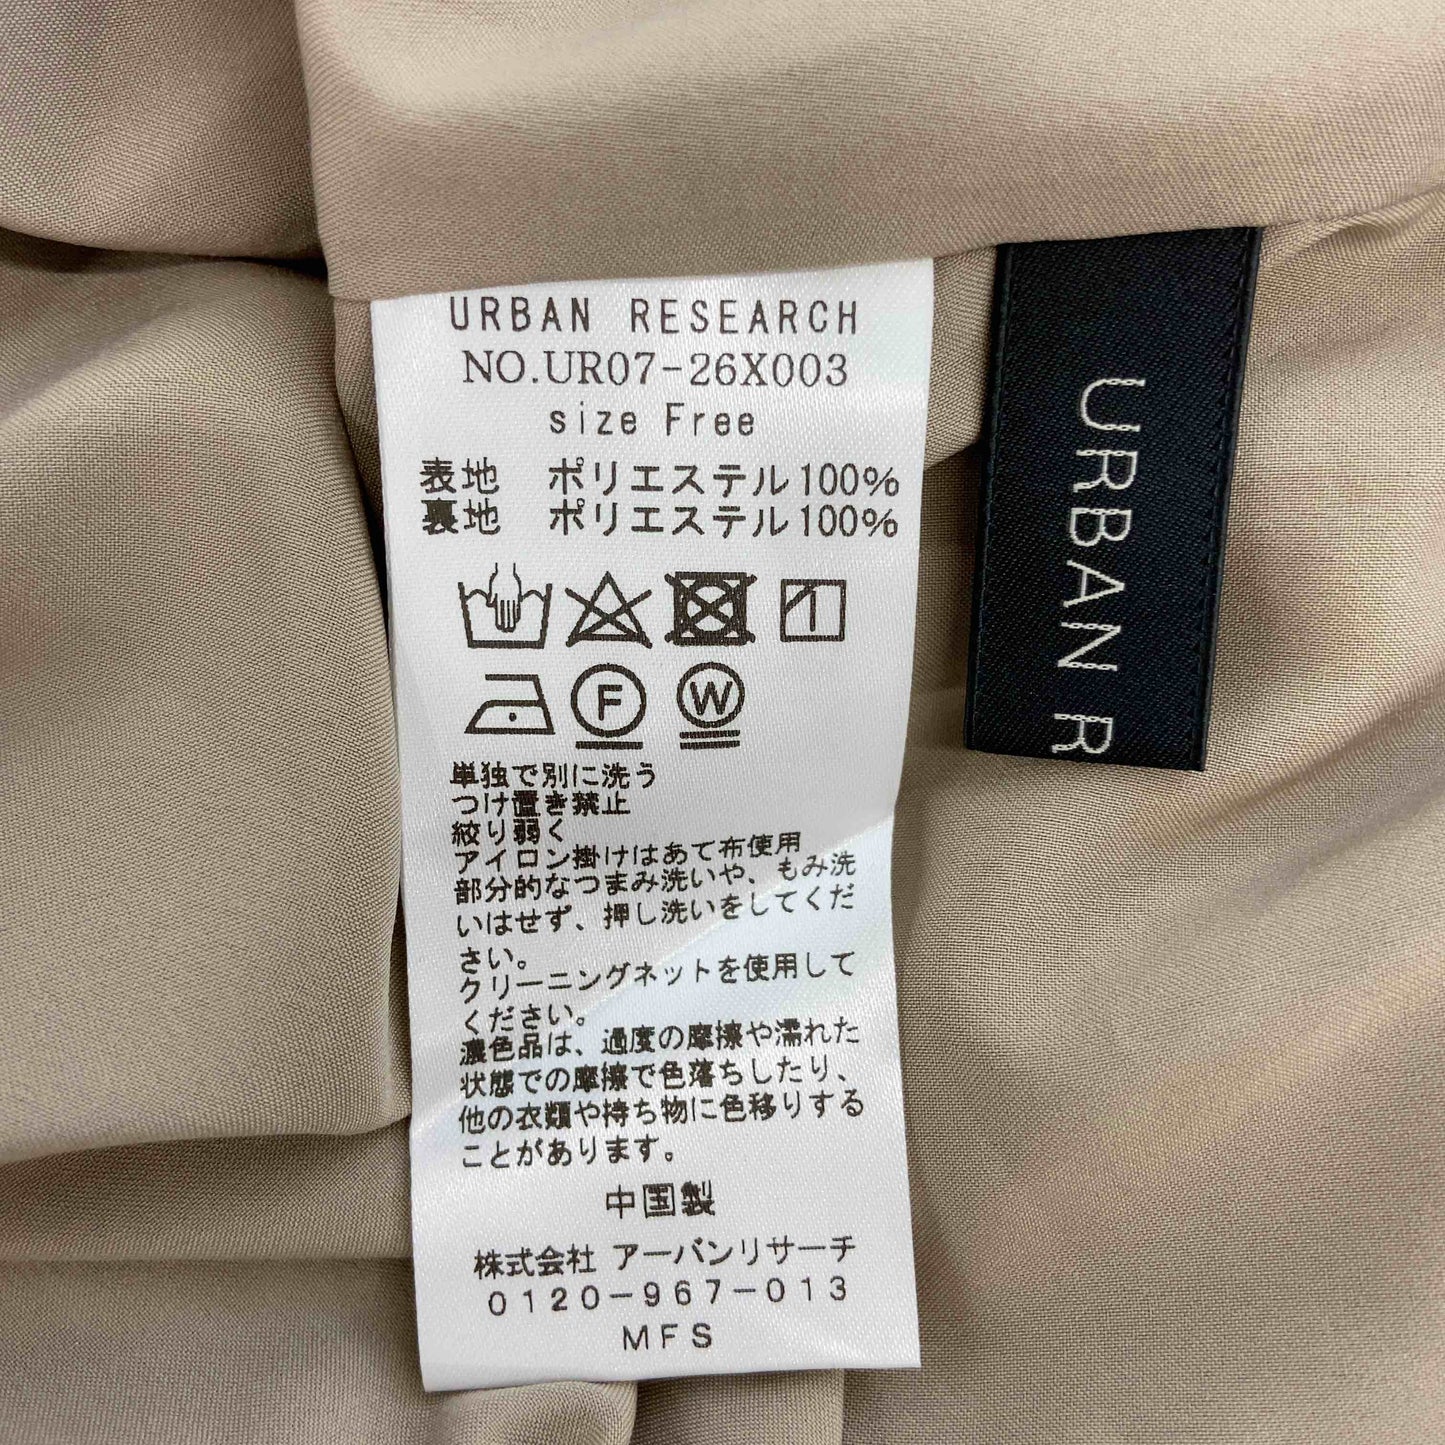 URBAN RESEARCH
NO.UR07-26X003
size Free
表地 ポリエステル100%
裏地 ポリエステル100%
F W
単独で別に洗う
つけ置き禁止
絞り弱く
アイロン掛けはあて布使用
部分的なつまみ洗いや、もみ洗
いはせず、押し洗いをしてくだ
さい。
クリーニングネットを使用して
ください。
濃色品は、過度の摩擦や濡れた
状態での摩擦で色落ちしたり、
他の衣類や持ち物に色移りする
ことがあります。
中国製
株式会社 アーバンリサーチ
0120-967-013
MFS
URBAN R